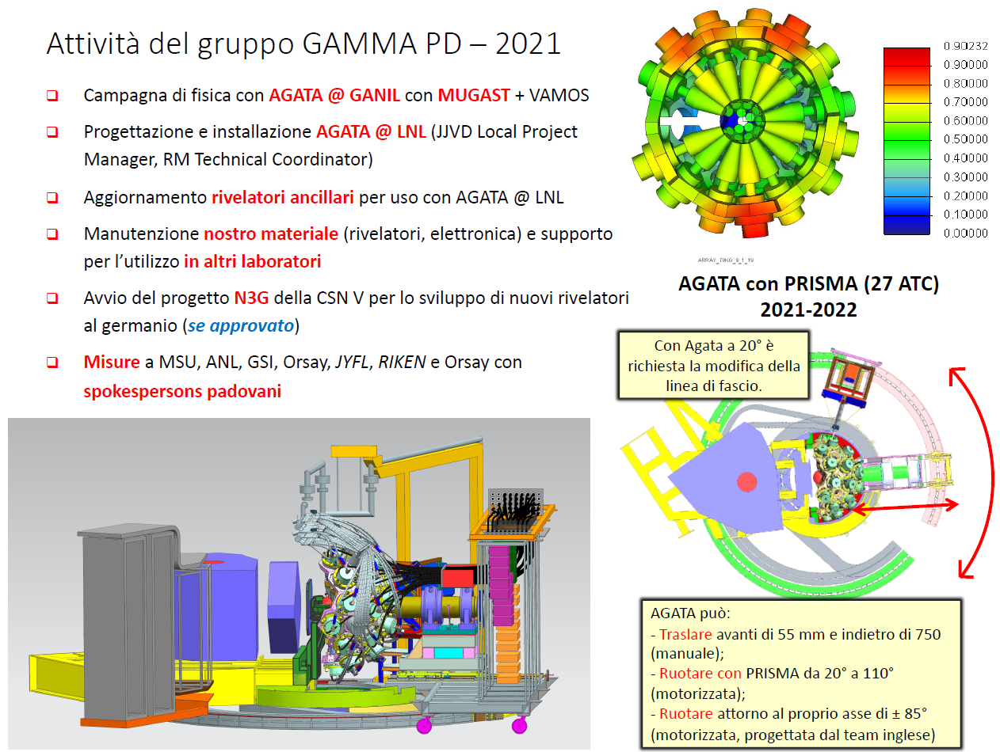 Attività del gruppo GAMMA PD – 2021
❑ Campagna di fisica con AGATA @ GANIL con MUGAST + VAMOS
❑ Progettazione e installazione AGATA @ LNL (JJVD Local Project
Manager, RM Technical Coordinator)
❑ Aggiornamento rivelatori ancillari per uso con AGATA @ LNL
❑ Manutenzione nostro materiale (rivelatori, elettronica) e supporto
per l’utilizzo in altri laboratori
❑ Avvio del progetto N3G della CSN V per lo sviluppo di nuovi rivelatori
al germanio (se approvato)
❑ Misure a MSU, ANL, GSI, Orsay, JYFL, RIKEN e Orsay con
spokespersons padovani
0.90232
0.90000
0.80000
0.70000
0.60000
0.50000
0.40000
0.30000
0.20000
0.10000
0.00000
ARRAY_70KG_9_1_19
AGATA con PRISMA (27 ATC)
2021-2022
Con Agata a 20° è
richiesta la modifica della
linea di fascio.
AGATA può:
- Traslare avanti di 55 mm e indietro di 750
(manuale);
- Ruotare con PRISMA da 20° a 110°
(motorizzata);
- Ruotare attorno al proprio asse di ± 85°
(motorizzata, progettata dal team inglese)